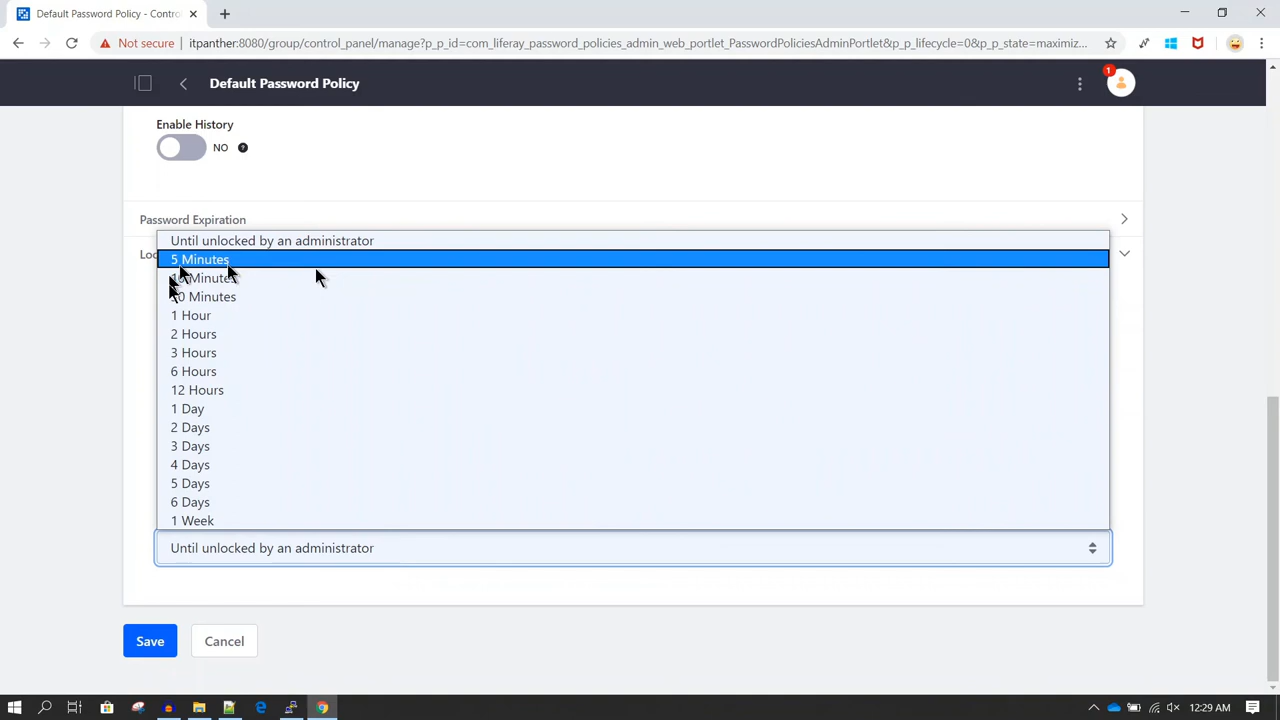 Default Password Policy - Contro
Not secure
itpanther:8080/group/control_panel/manage?p_p_id=com_liferay_password_policies_admin_web_portlet_PasswordPoliciesAdminPortlet&p_p_lifecycle=0&p_p_state=maximiz...
Default Password Policy
1
Enable History
NO
Password Expiration
Until unlocked by an administrator
5 Minutes
Minutes
Minutes
1 Hour
2 Hours
3 Hours
6 Hours
12 Hours
1 Day
2 Days
3 Days
4 Days
5 Days
6 Days
1 Week
Until unlocked by an administrator
Save
Cancel
12:29 AM